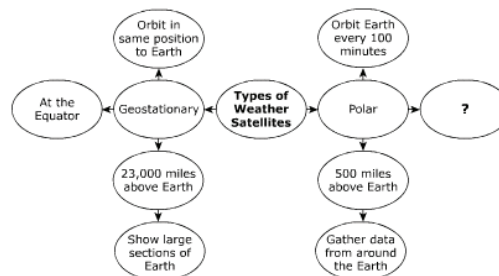 Orbit in
same position
to Earth
Orbit Earth
every 100
minutes
At the
Equator
Geostationary
Types of
Weather
Satellites
Polar
?
23,000 miles
above Earth
500 miles
above Earth
Show large
sections of
Earth
Gather data
from around
the Earth